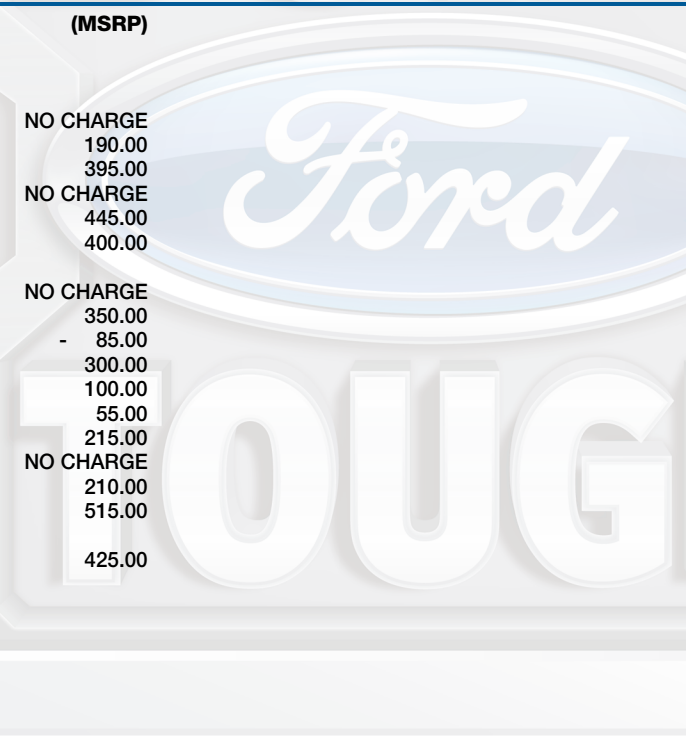 (MSRP)
NO CHARGE
190.00
395.00
NO CHARGE
445.00
400.00
NO CHARGE
350.00
- 85.00
300.00
100.00
55.00
215.00
NO CHARGE
210.00
515.00
425.00
Ford
TOUG